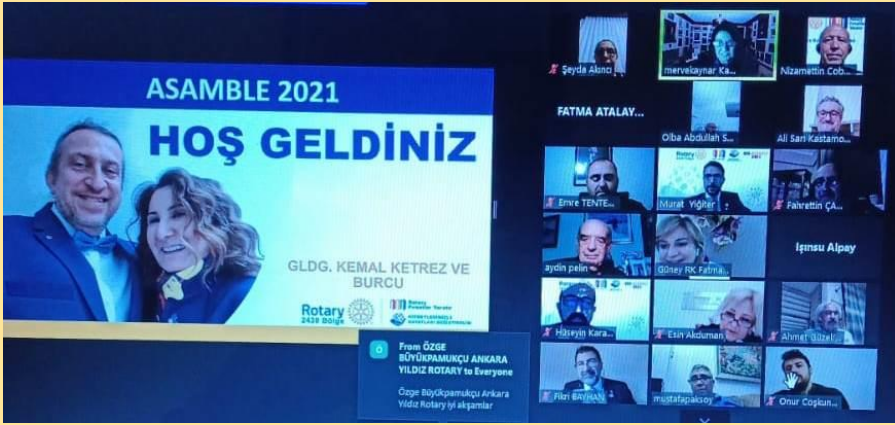 ASAMBLE 2021
HOŞ GELDİNİZ
GLDG. KEMAL KETREZ VE
BURCU
Rotary
2430 Bölge
From ÖZGE
BÜYÜKPAMUKÇU ANKARA
YILDIZ ROTARY to Everyone
Özge Büyükpamukçu Ankara
Yıldız Rotary iyi akşamlar
Şeyda Akıncı
mervekaynar Ka...
Nizamettin Çob...
FATMA ATALAY...
Olba Abdullah S...
Ali Sarı Kastamo...
Emre TENTE...
Murat Yiğiter
Fahrettin ÇA...
aydin pelin
Güney RK Fatma...
Işınsu Alpay
Hüseyin Kara...
Esin Akduman
Ahmet Güzel...
Fikri BAYHAN
mustafapaksoy
Onur Coşkun...